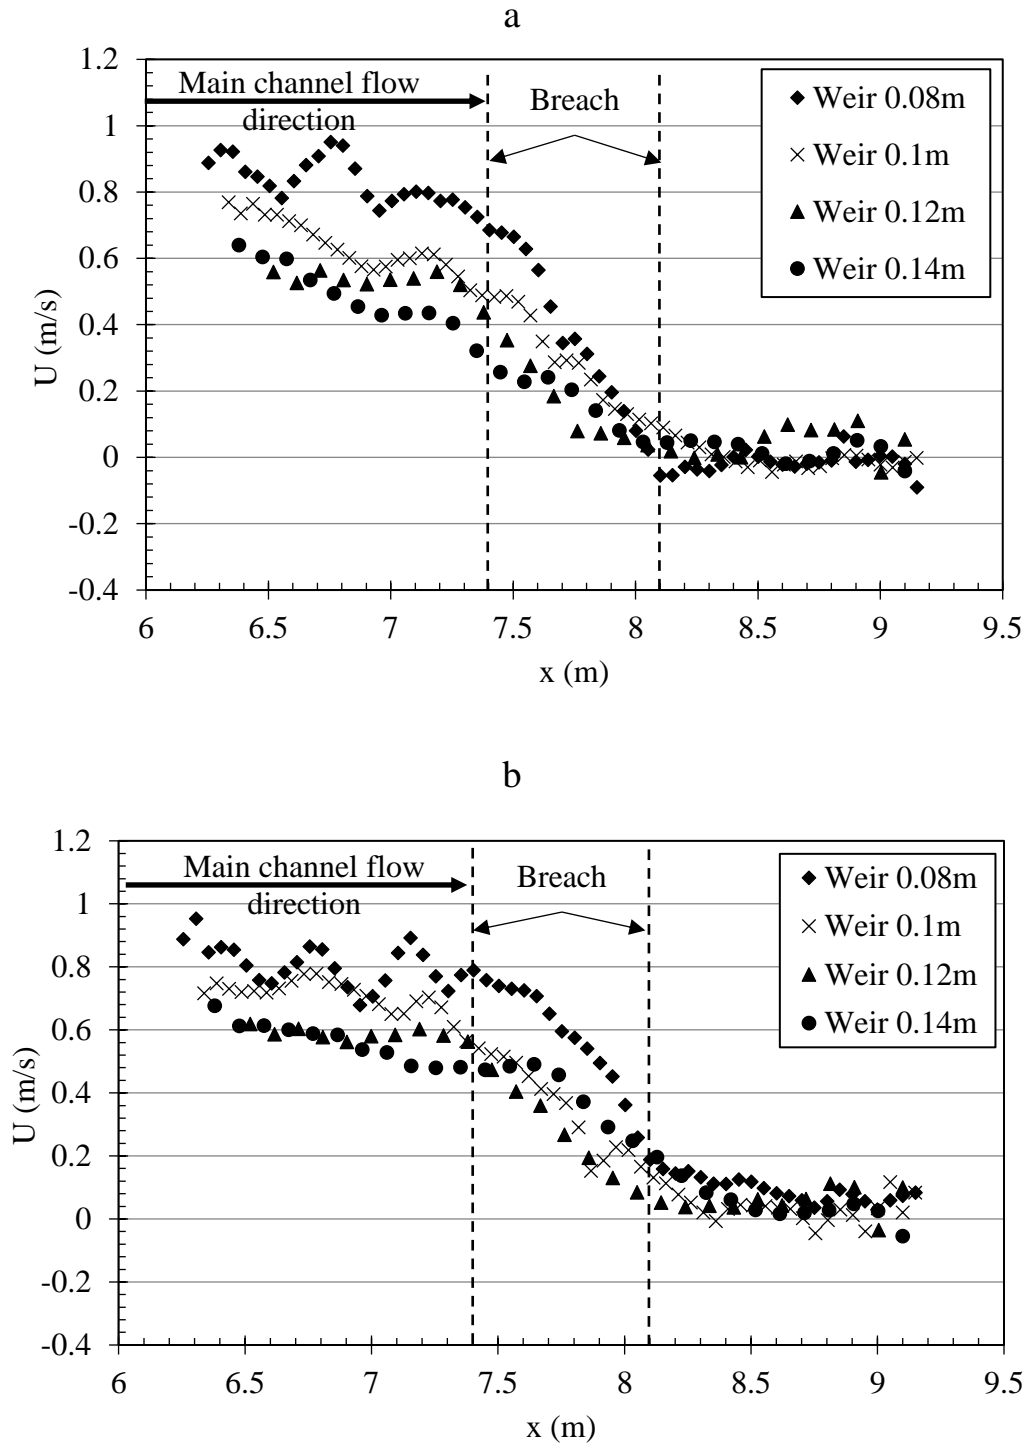 a
1.2
1
0.8
0.6
0.4
0.2
0
-0.2
-0.4
U (m/s)
Main channel flow
direction
Breach
Weir 0.08m
Weir 0.1m
Weir 0.12m
Weir 0.14m
6 6.5 7 7.5 8 8.5 9 9.5
x (m)
b
1.2
1
0.8
0.6
0.4
0.2
0
-0.2
-0.4
U (m/s)
Main channel flow
direction
Breach
Weir 0.08m
Weir 0.1m
Weir 0.12m
Weir 0.14m
6 6.5 7 7.5 8 8.5 9 9.5
x (m)